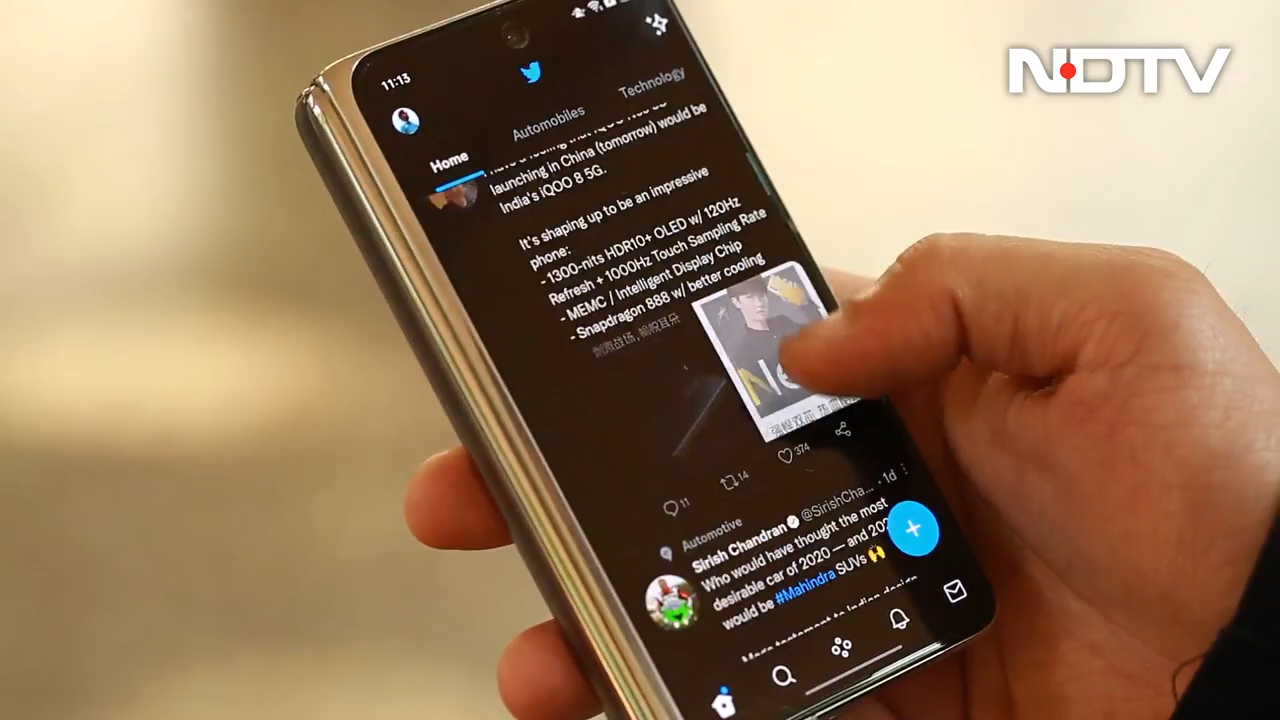 NDTV
11:13
Home
Automobiles
Technology
launching in China (tomorrow) would be
India's iQOO 8 5G.
It's shaping up to be an impressive
phone:
- 1300-nits HDR10+ OLED w/ 120Hz
Refresh + 1000Hz Touch Sampling Rate
- MEMC / Intelligent Display Chip
- Snapdragon 888 w/ better cooling
11
14
374
Automotive
Sirish Chandran @SirishCha... · 1d
Who would have thought the most
desirable car of 2020 — and
would be #Mahindra SUVs 🙌